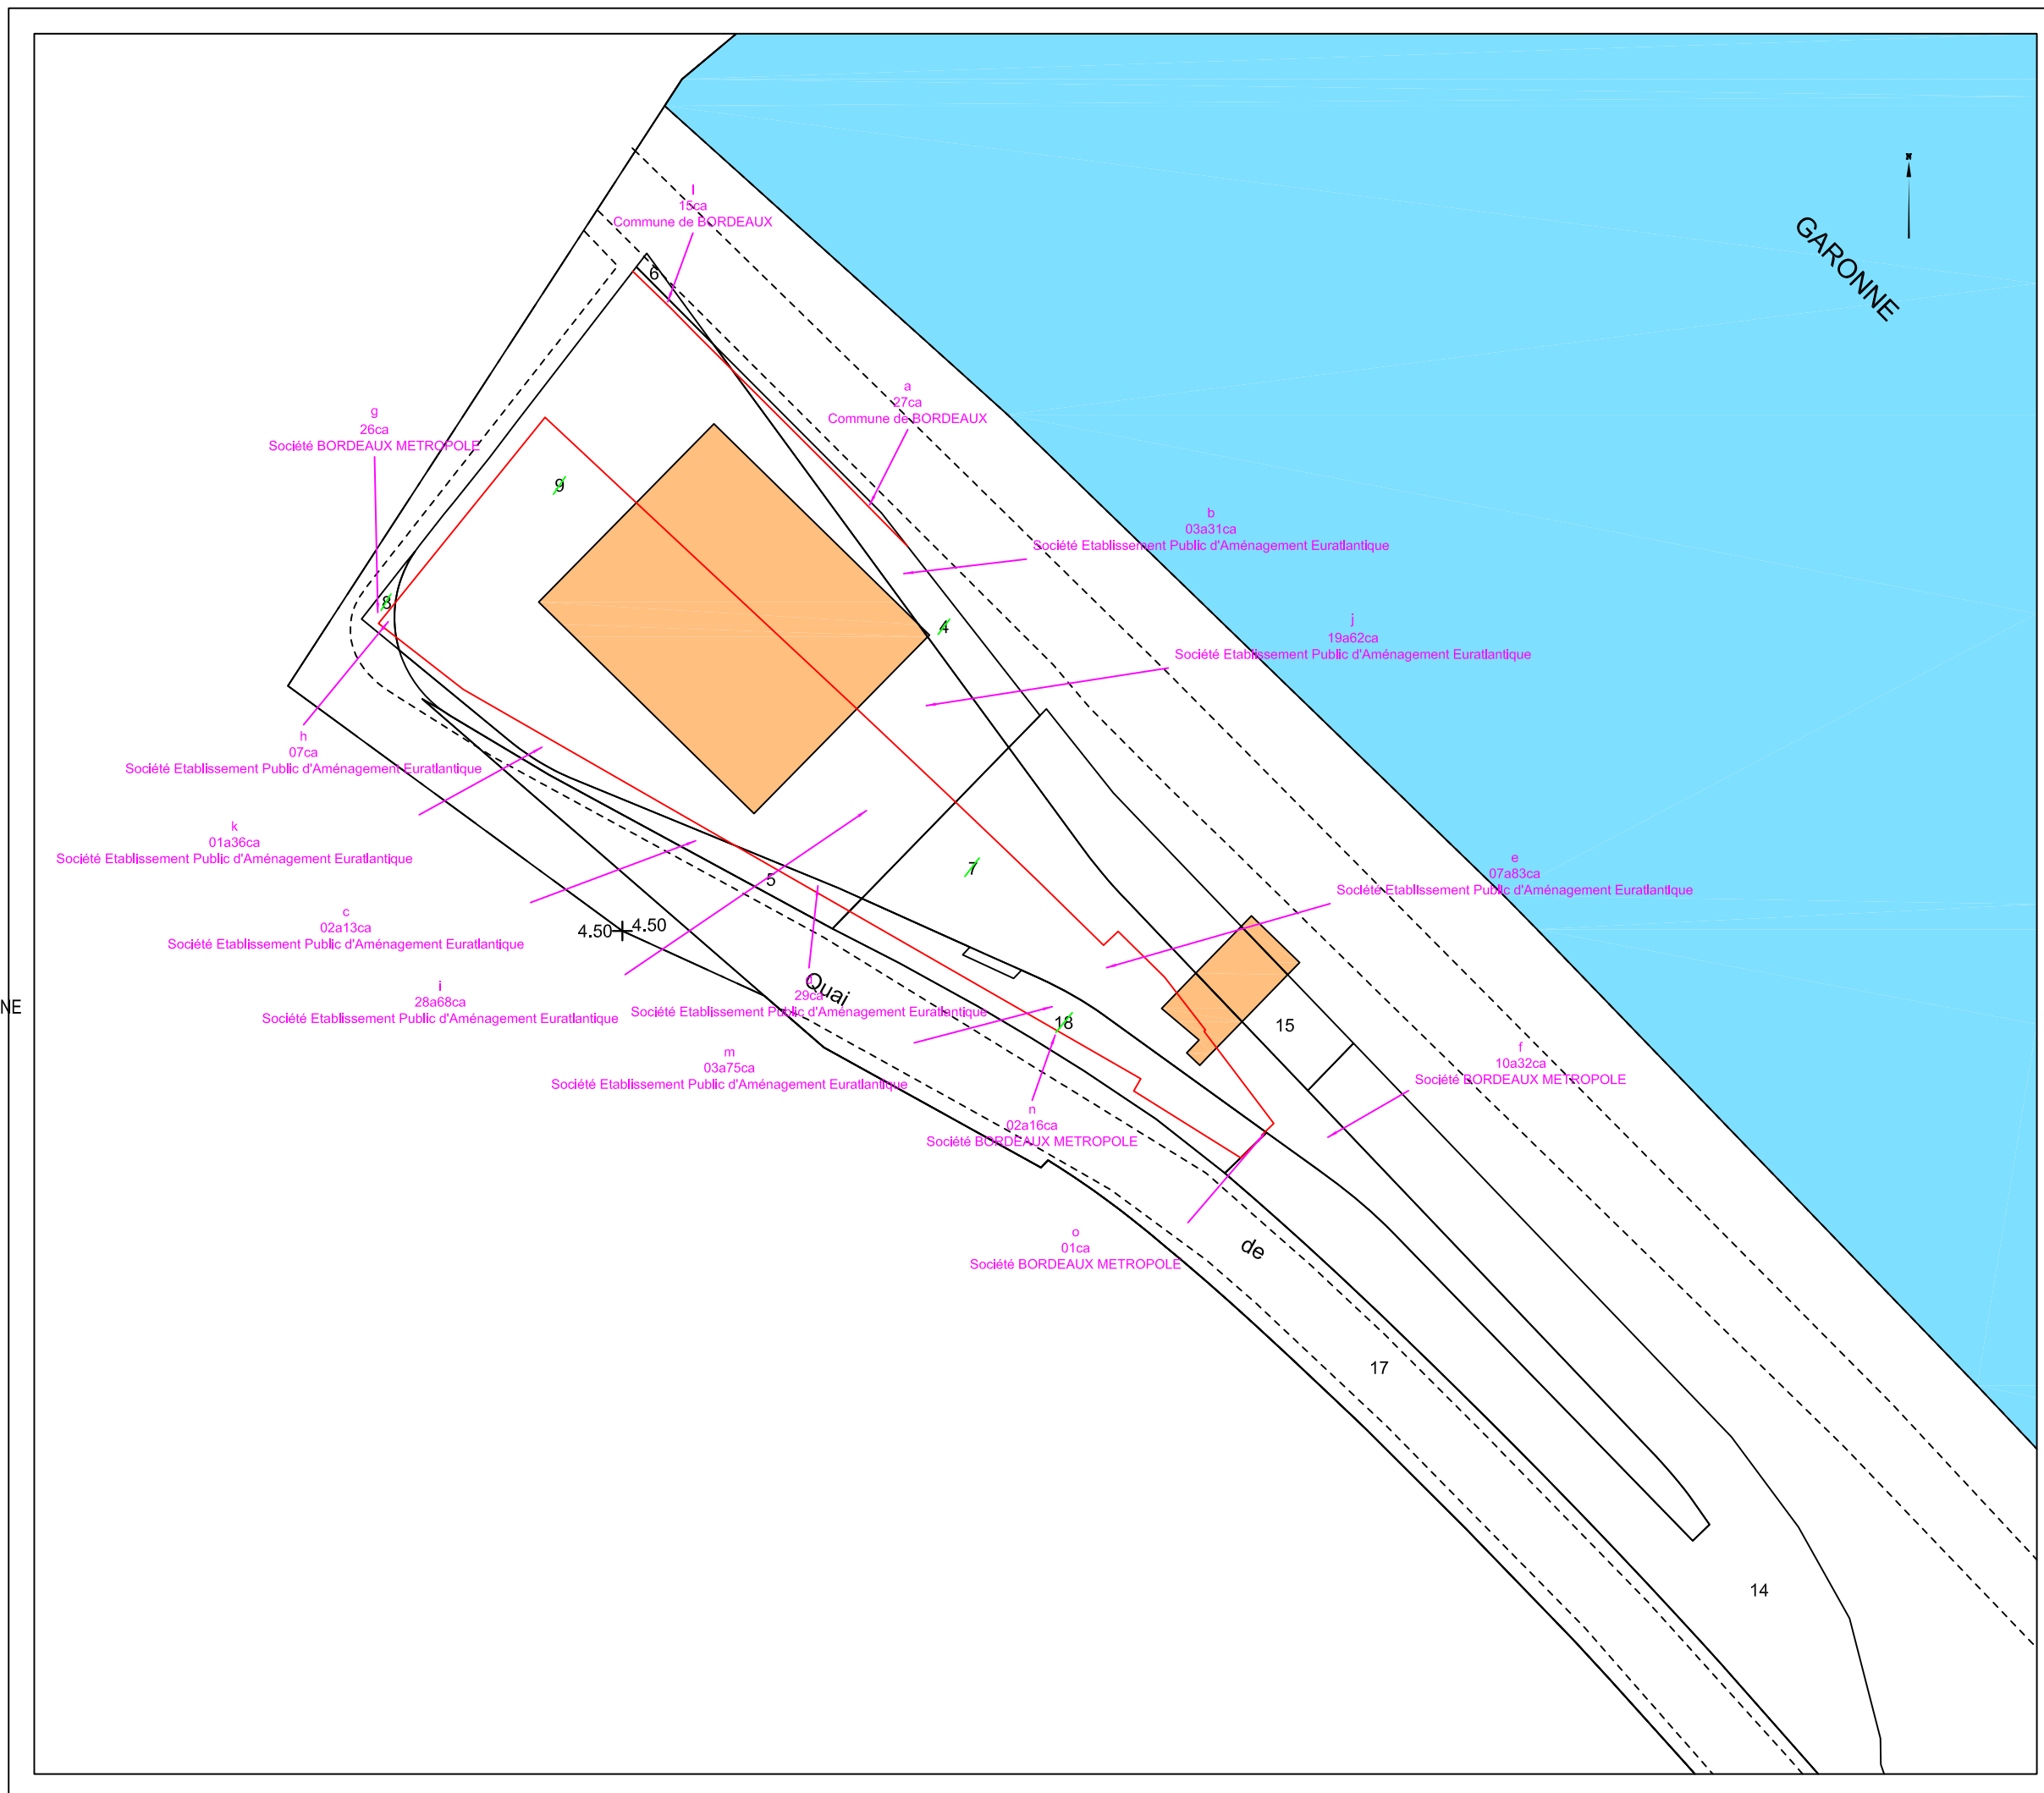 N
GARONNE
l
15ca
Commune de BORDEAUX
6
a
27ca
Commune de BORDEAUX
g
26ca
Société BORDEAUX METROPOLE
9
b
03a31ca
Société Etablissement Public d'Aménagement Euratlantique
8
4
j
19a62ca
Société Etablissement Public d'Aménagement Euratlantique
h
07ca
Société Etablissement Public d'Aménagement Euratlantique
k
01a36ca
Société Etablissement Public d'Aménagement Euratlantique
5
7
e
07a83ca
Société Etablissement Public d'Aménagement Euratlantique
c
02a13ca
Société Etablissement Public d'Aménagement Euratlantique
4.50 4.50
i
28a68ca
Société Etablissement Public d'Aménagement Euratlantique
Quai
d
29ca
Société Etablissement Public d'Aménagement Euratlantique
NE
18
15
m
03a75ca
Société Etablissement Public d'Aménagement Euratlantique
f
10a32ca
Société BORDEAUX METROPOLE
n
02a16ca
Société BORDEAUX METROPOLE
o
01ca
Société BORDEAUX METROPOLE
de
17
14